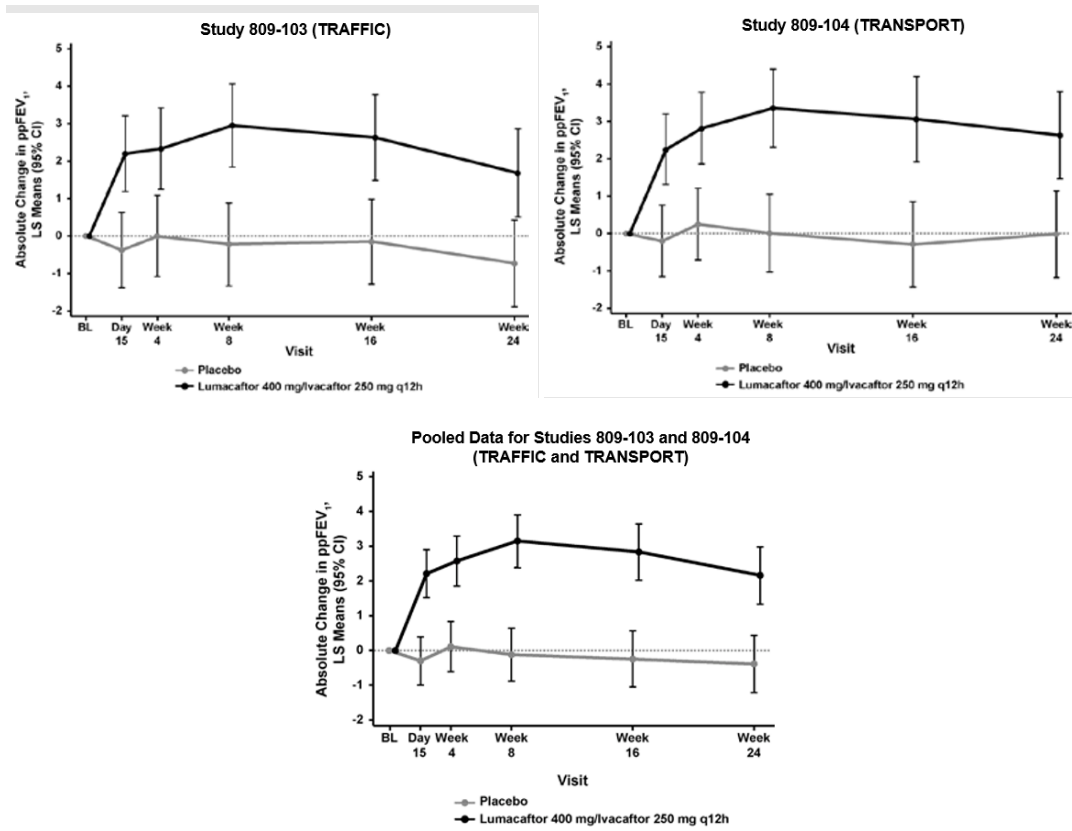 Study 809-103 (TRAFFIC)
Absolute Change in ppFEV1,
LS Means (95% CI)
5
4
3
2
1
0
-1
-2
BL Day 15 Week 4 Week 8 Week 16 Week 24
Visit
Placebo
Lumacaftor 400 mg/Ivacaftor 250 mg q12h
Study 809-104 (TRANSPORT)
Absolute Change in ppFEV1,
LS Means (95% CI)
5
4
3
2
1
0
-1
-2
BL Day 15 Week 4 Week 8 Week 16 Week 24
Visit
Placebo
Lumacaftor 400 mg/Ivacaftor 250 mg q12h
Pooled Data for Studies 809-103 and 809-104
(TRAFFIC and TRANSPORT)
Absolute Change in ppFEV1,
LS Means (95% CI)
5
4
3
2
1
0
-1
-2
BL Day 15 Week 4 Week 8 Week 16 Week 24
Visit
Placebo
Lumacaftor 400 mg/Ivacaftor 250 mg q12h